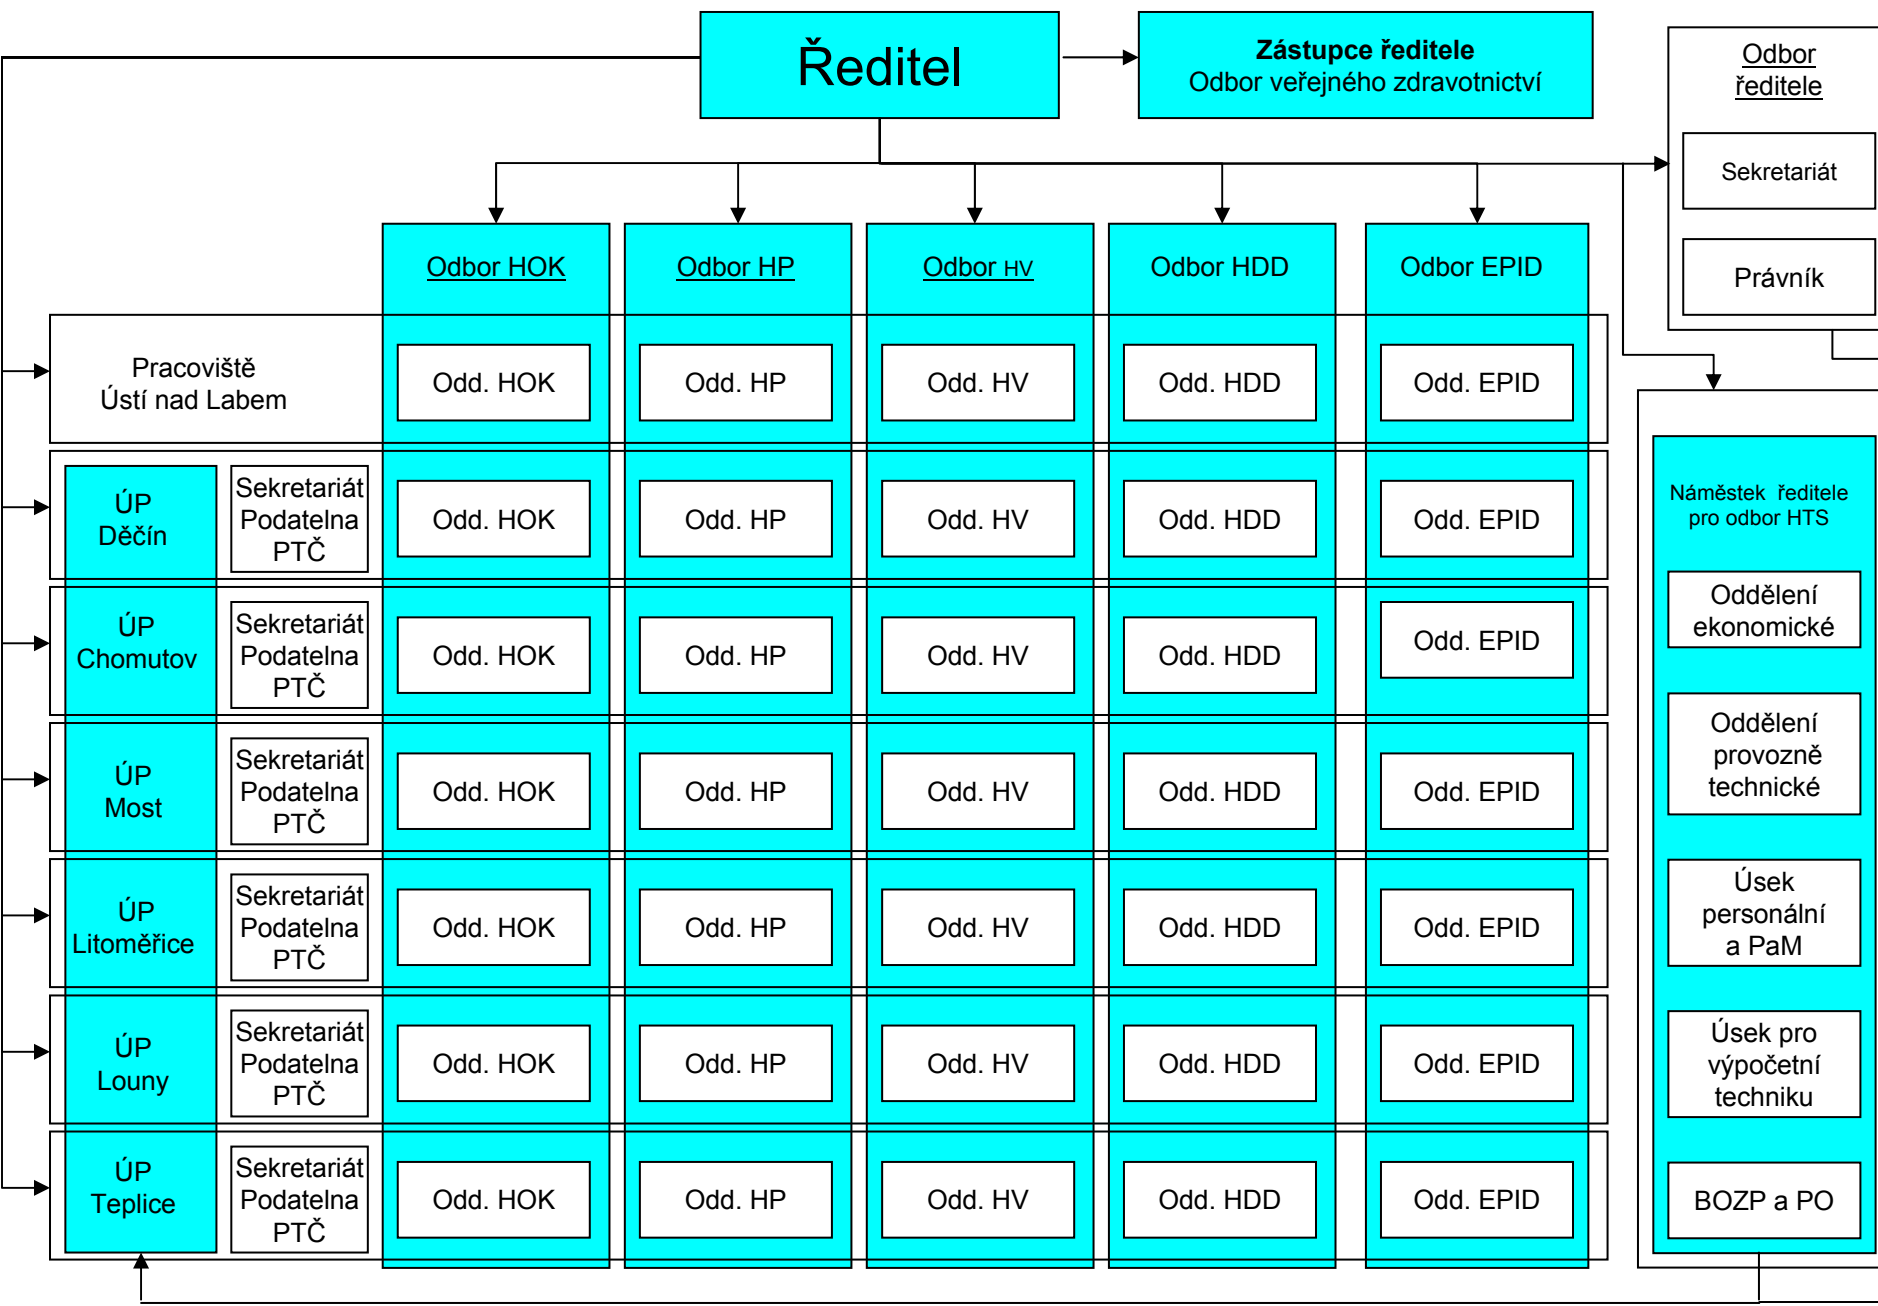 Ředitel
Zástupce ředitele
Odbor veřejného zdravotnictví
Odbor
ředitele
Sekretariát
Právník
Odbor HOK
Odbor HP
Odbor HV
Odbor HDD
Odbor EPID
Pracoviště
Ústí nad Labem
Odd. HOK
Odd. HP
Odd. HV
Odd. HDD
Odd. EPID
ÚP
Děčín
Sekretariát
Podatelna
PTČ
Odd. HOK
Odd. HP
Odd. HV
Odd. HDD
Odd. EPID
ÚP
Chomutov
Sekretariát
Podatelna
PTČ
Odd. HOK
Odd. HP
Odd. HV
Odd. HDD
Odd. EPID
ÚP
Most
Sekretariát
Podatelna
PTČ
Odd. HOK
Odd. HP
Odd. HV
Odd. HDD
Odd. EPID
ÚP
Litoměřice
Sekretariát
Podatelna
PTČ
Odd. HOK
Odd. HP
Odd. HV
Odd. HDD
Odd. EPID
ÚP
Louny
Sekretariát
Podatelna
PTČ
Odd. HOK
Odd. HP
Odd. HV
Odd. HDD
Odd. EPID
ÚP
Teplice
Sekretariát
Podatelna
PTČ
Odd. HOK
Odd. HP
Odd. HV
Odd. HDD
Odd. EPID
Náměstek ředitele
pro odbor HTS
Oddělení
ekonomické
Oddělení
provozně
technické
Úsek
personální
a PaM
Úsek pro
výpočetní
techniku
BOZP a PO